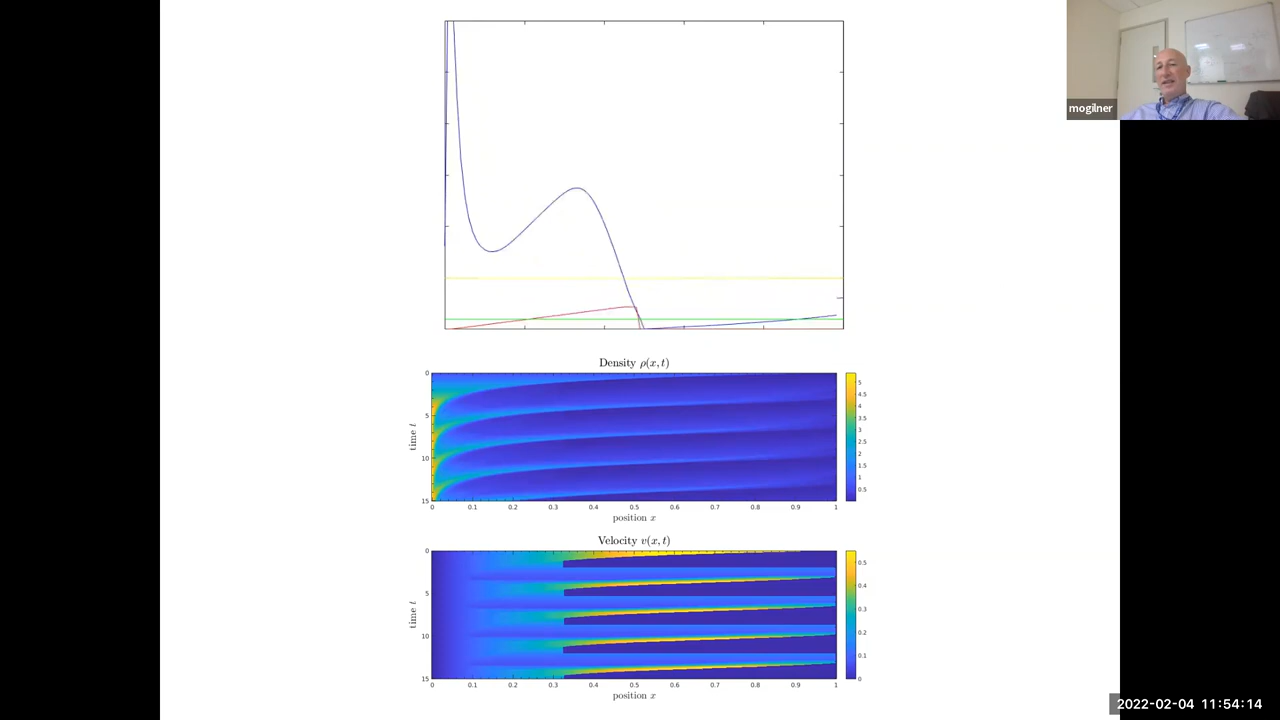 mogilner
Density ρ(x,t)
0
5
10
15
time t
0 0.1 0.2 0.3 0.4 0.5 0.6 0.7 0.8 0.9 1
position x
5
4.5
4
3.5
3
2.5
2
1.5
1
0.5
Velocity v(x,t)
0
5
10
15
time t
0 0.1 0.2 0.3 0.4 0.5 0.6 0.7 0.8 0.9 1
position x
0.5
0.4
0.3
0.2
0.1
0
2022-02-04 11:54:14